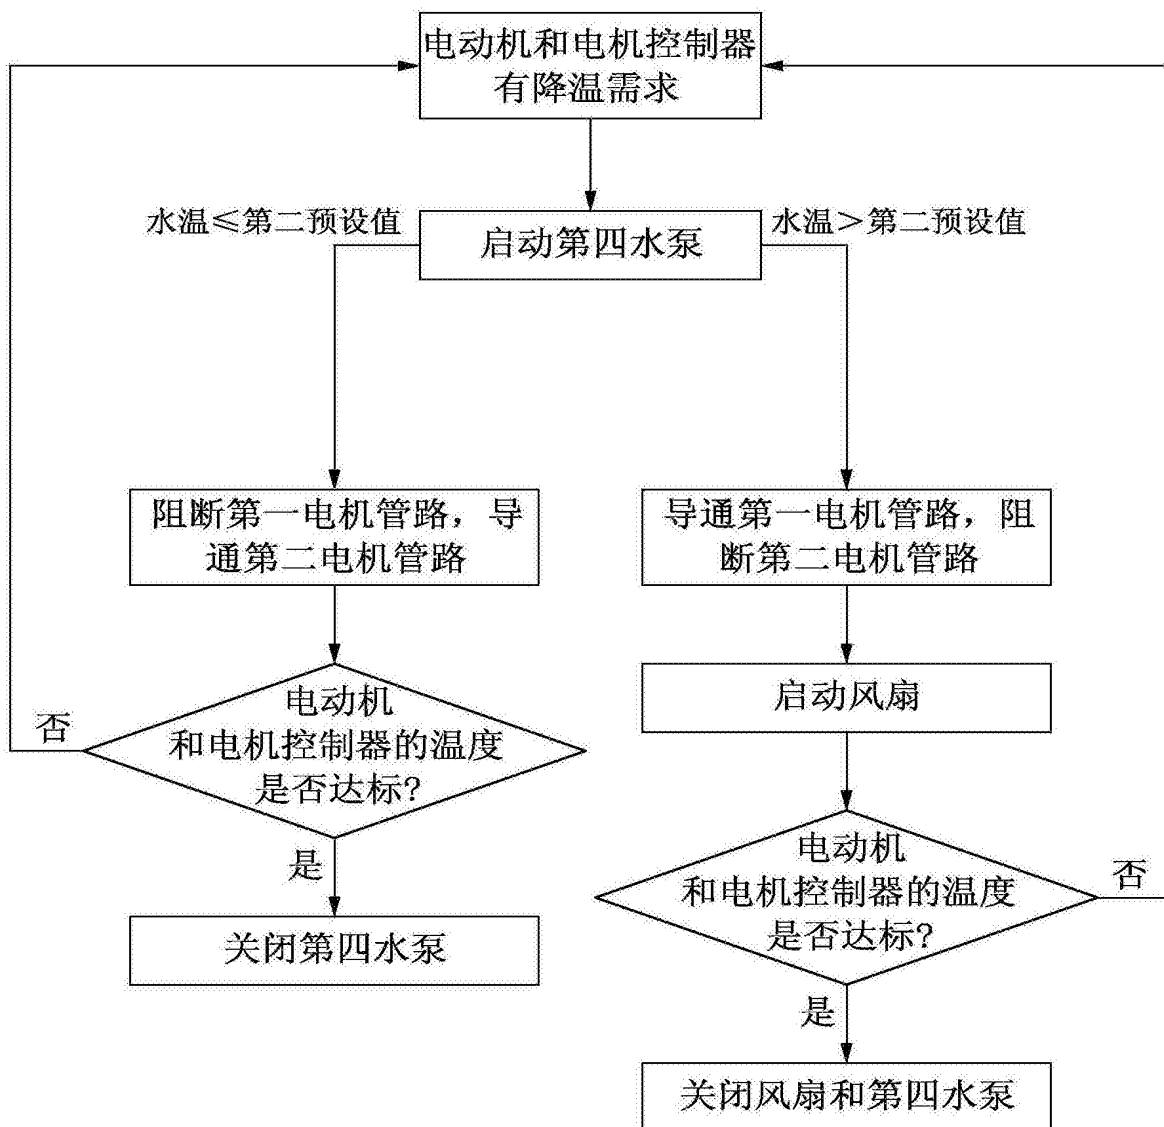 电动机和电机控制器
有降温需求
水温≤第二预设值
启动第四水泵
水温>第二预设值
阻断第一电机管路，导
通第二电机管路
导通第一电机管路，阻
断第二电机管路
启动风扇
电动机
和电机控制器的温度
是否达标?
否
是
关闭第四水泵
电动机
和电机控制器的温度
是否达标?
否
是
关闭风扇和第四水泵